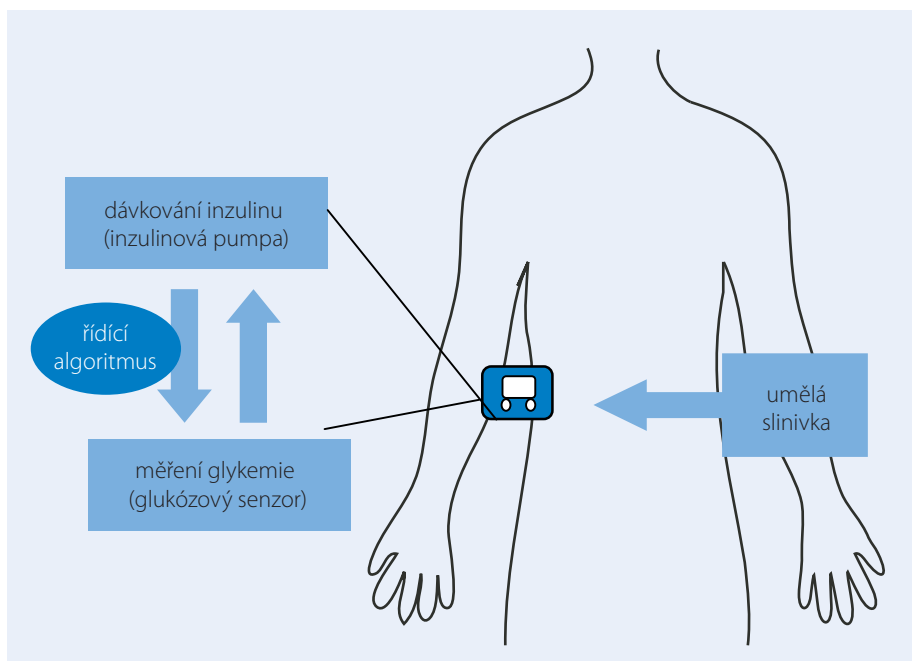 dávkování inzulinu
(inzulinová pumpa)
řídící
algoritmus
měření glykemie
(glukózový senzor)
umělá
slinivka